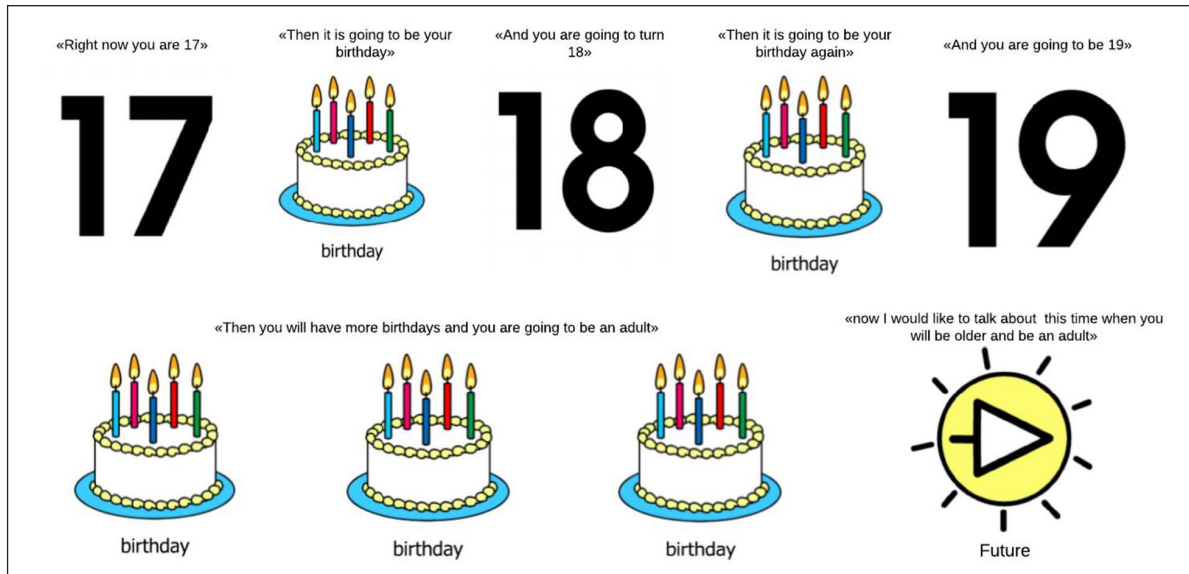 «Right now you are 17»
«Then it is going to be your
birthday»
«And you are going to turn
18»
«Then it is going to be your
birthday again»
«And you are going to be 19»
17
birthday
18
birthday
19
«Then you will have more birthdays and you are going to be an adult»
«now I would like to talk about  this time when you
will be older and be an adult»
birthday
birthday
birthday
Future